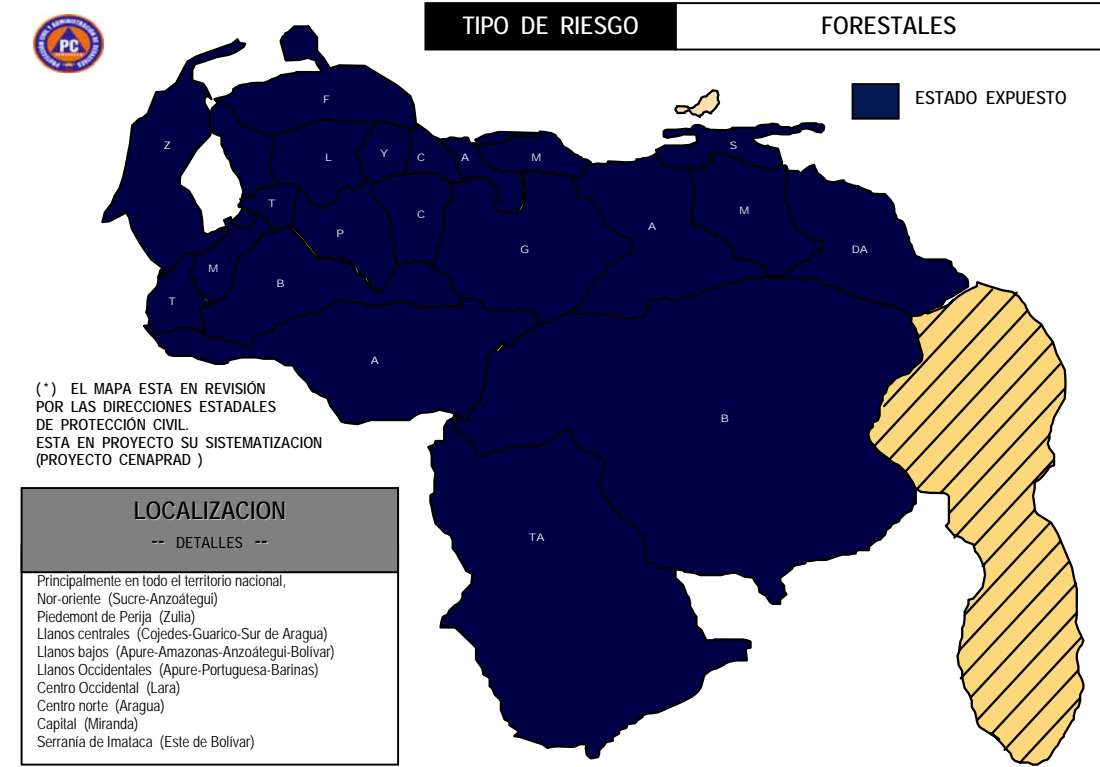 PC
TIPO DE RIESGO
FORESTALES
ESTADO EXPUESTO
F
Z
L
Y
C
A
M
S
T
P
C
G
A
M
DA
M
B
T
A
B
TA
(*) EL MAPA ESTA EN REVISIÓN
POR LAS DIRECCIONES ESTADALES
DE PROTECCIÓN CIVIL.
ESTA EN PROYECTO SU SISTEMATIZACION
(PROYECTO CENAPRAD )
LOCALIZACION
-- DETALLES --
Principalmente en todo el territorio nacional,
Nor-oriente (Sucre-Anzoátegui)
Piedemont de Perija (Zulia)
Llanos centrales (Cojedes-Guarico-Sur de Aragua)
Llanos bajos (Apure-Amazonas-Anzoátegui-Bolívar)
Llanos Occidentales (Apure-Portuguesa-Barinas)
Centro Occidental (Lara)
Centro norte (Aragua)
Capital (Miranda)
Serranía de Imataca (Este de Bolívar)